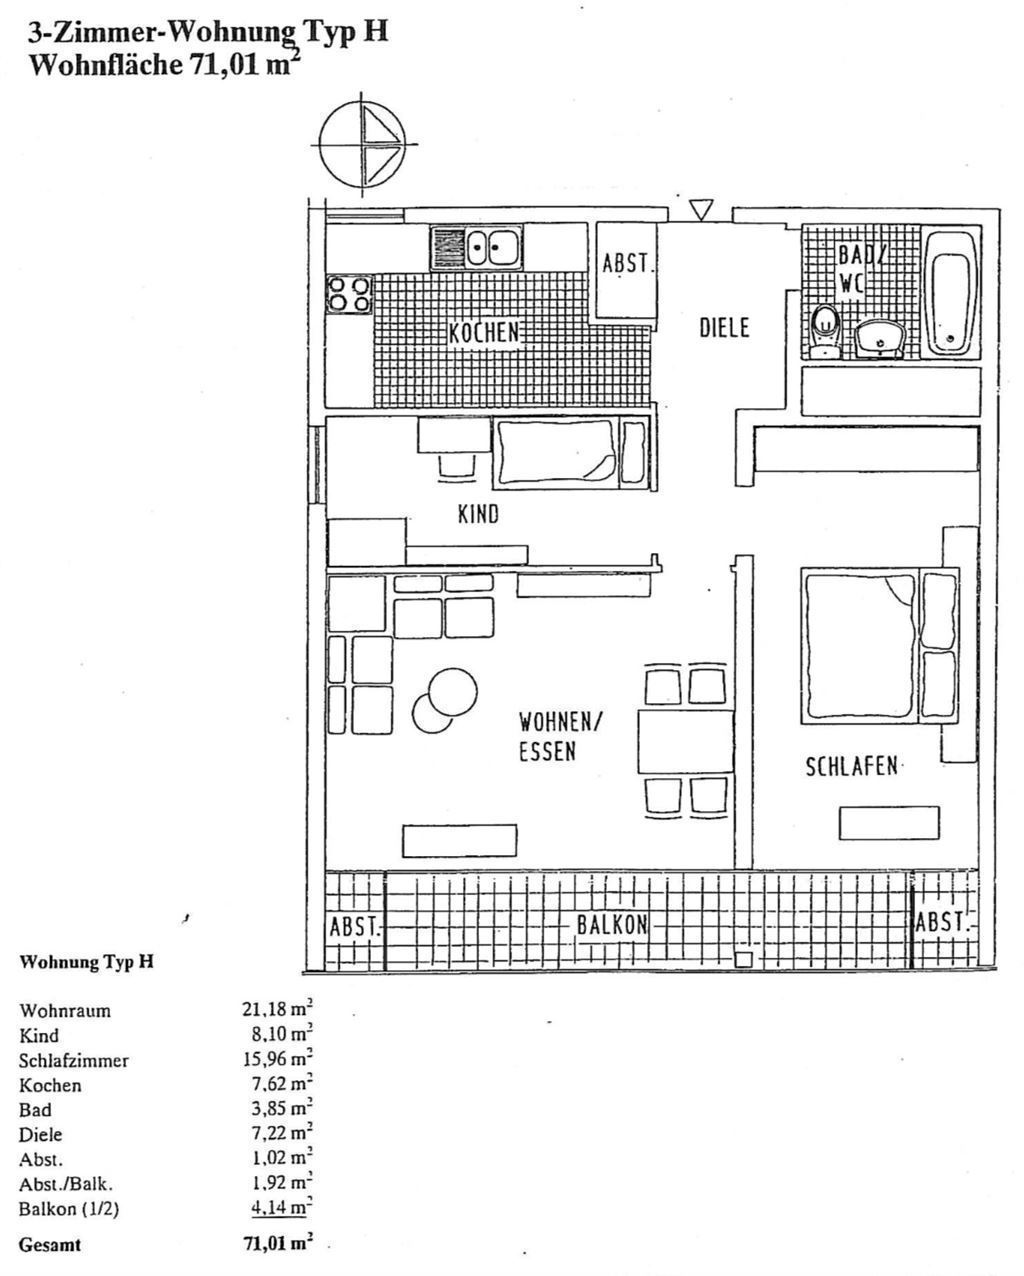 3-Zimmer-Wohnung Typ H
Wohnfläche 71,01 m²
ABST.
BAD/
WC
KOCHEN
DIELE
KIND
WOHNEN/
ESSEN
SCHLAFEN
ABST.
BALKON
ABST.
Wohnung Typ H
Wohnraum 21,18 m²
Kind 8,10 m²
Schlafzimmer 15,96 m²
Kochen 7,62 m²
Bad 3,85 m²
Diele 7,22 m²
Abst. 1,02 m²
Abst./Balk. 1,92 m²
Balkon (1/2) 4,14 m²
Gesamt 71,01 m²